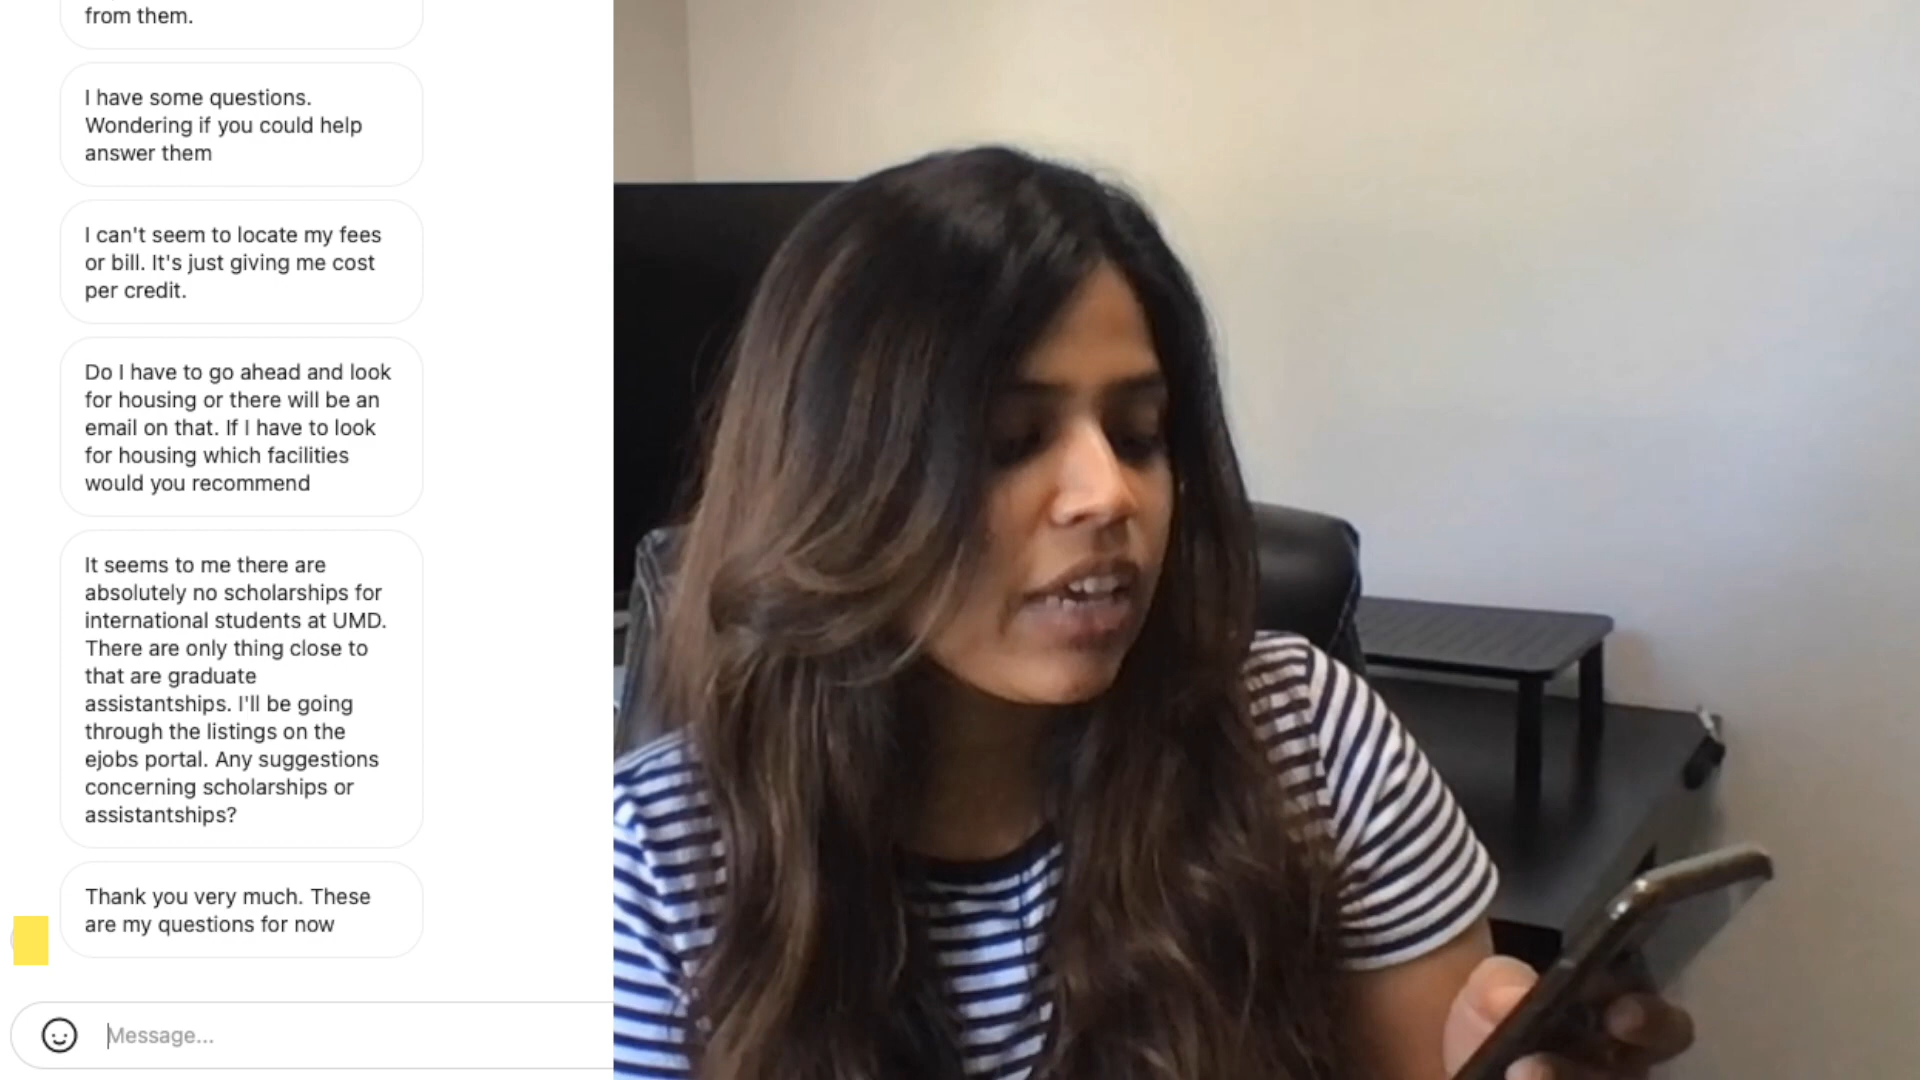 from them.
I have some questions.
Wondering if you could help
answer them
I can't seem to locate my fees
or bill. It's just giving me cost
per credit.
Do I have to go ahead and look
for housing or there will be an
email on that. If I have to look
for housing which facilities
would you recommend
It seems to me there are
absolutely no scholarships for
international students at UMD.
There are only thing close to
that are graduate
assistantships. I'll be going
through the listings on the
ejobs portal. Any suggestions
concerning scholarships or
assistantships?
Thank you very much. These
are my questions for now
Message...